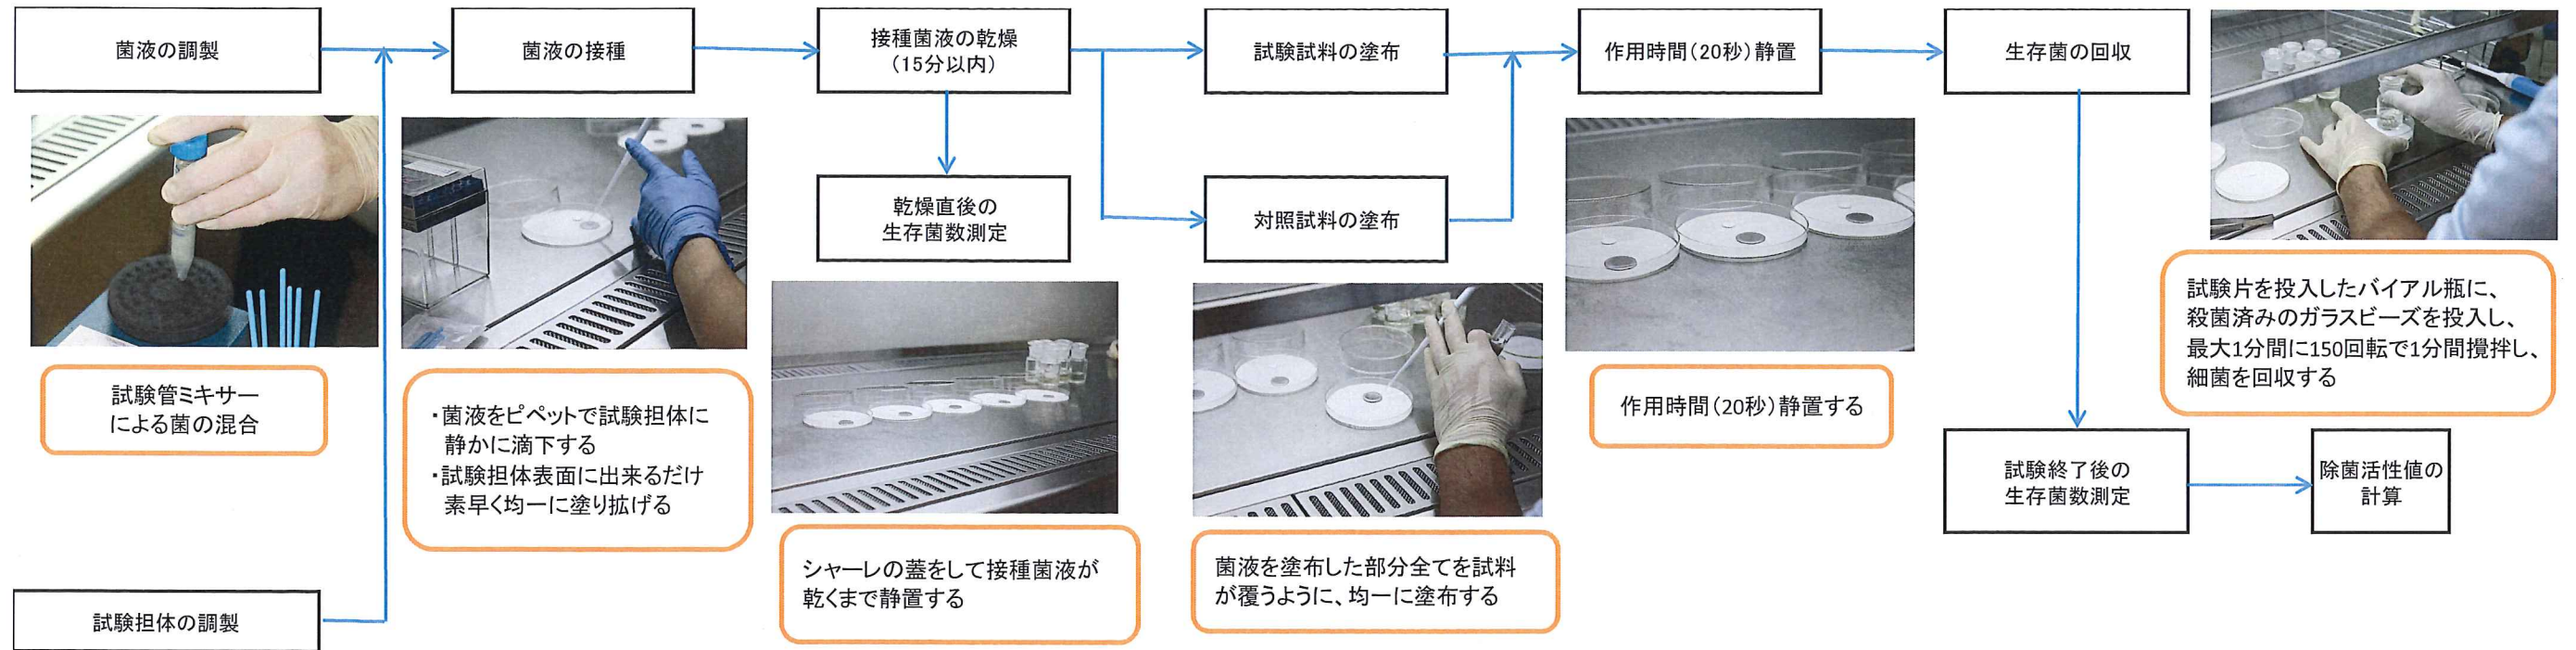 菌液の調製
菌液の接種
接種菌液の乾燥
(15分以内)
試験試料の塗布
作用時間(20秒)静置
生存菌の回収
乾燥直後の
生存菌数測定
対照試料の塗布
試験管ミキサー
による菌の混合
・菌液をピペットで試験担体に
静かに滴下する
・試験担体表面に出来るだけ
素早く均一に塗り拡げる
シャーレの蓋をして接種菌液が
乾くまで静置する
菌液を塗布した部分全てを試料
が覆うように、均一に塗布する
作用時間(20秒)静置する
試験片を投入したバイアル瓶に、
殺菌済みのガラスビーズを投入し、
最大1分間に150回転で1分間攪拌し、
細菌を回収する
試験終了後の
生存菌数測定
除菌活性値の
計算
試験担体の調製